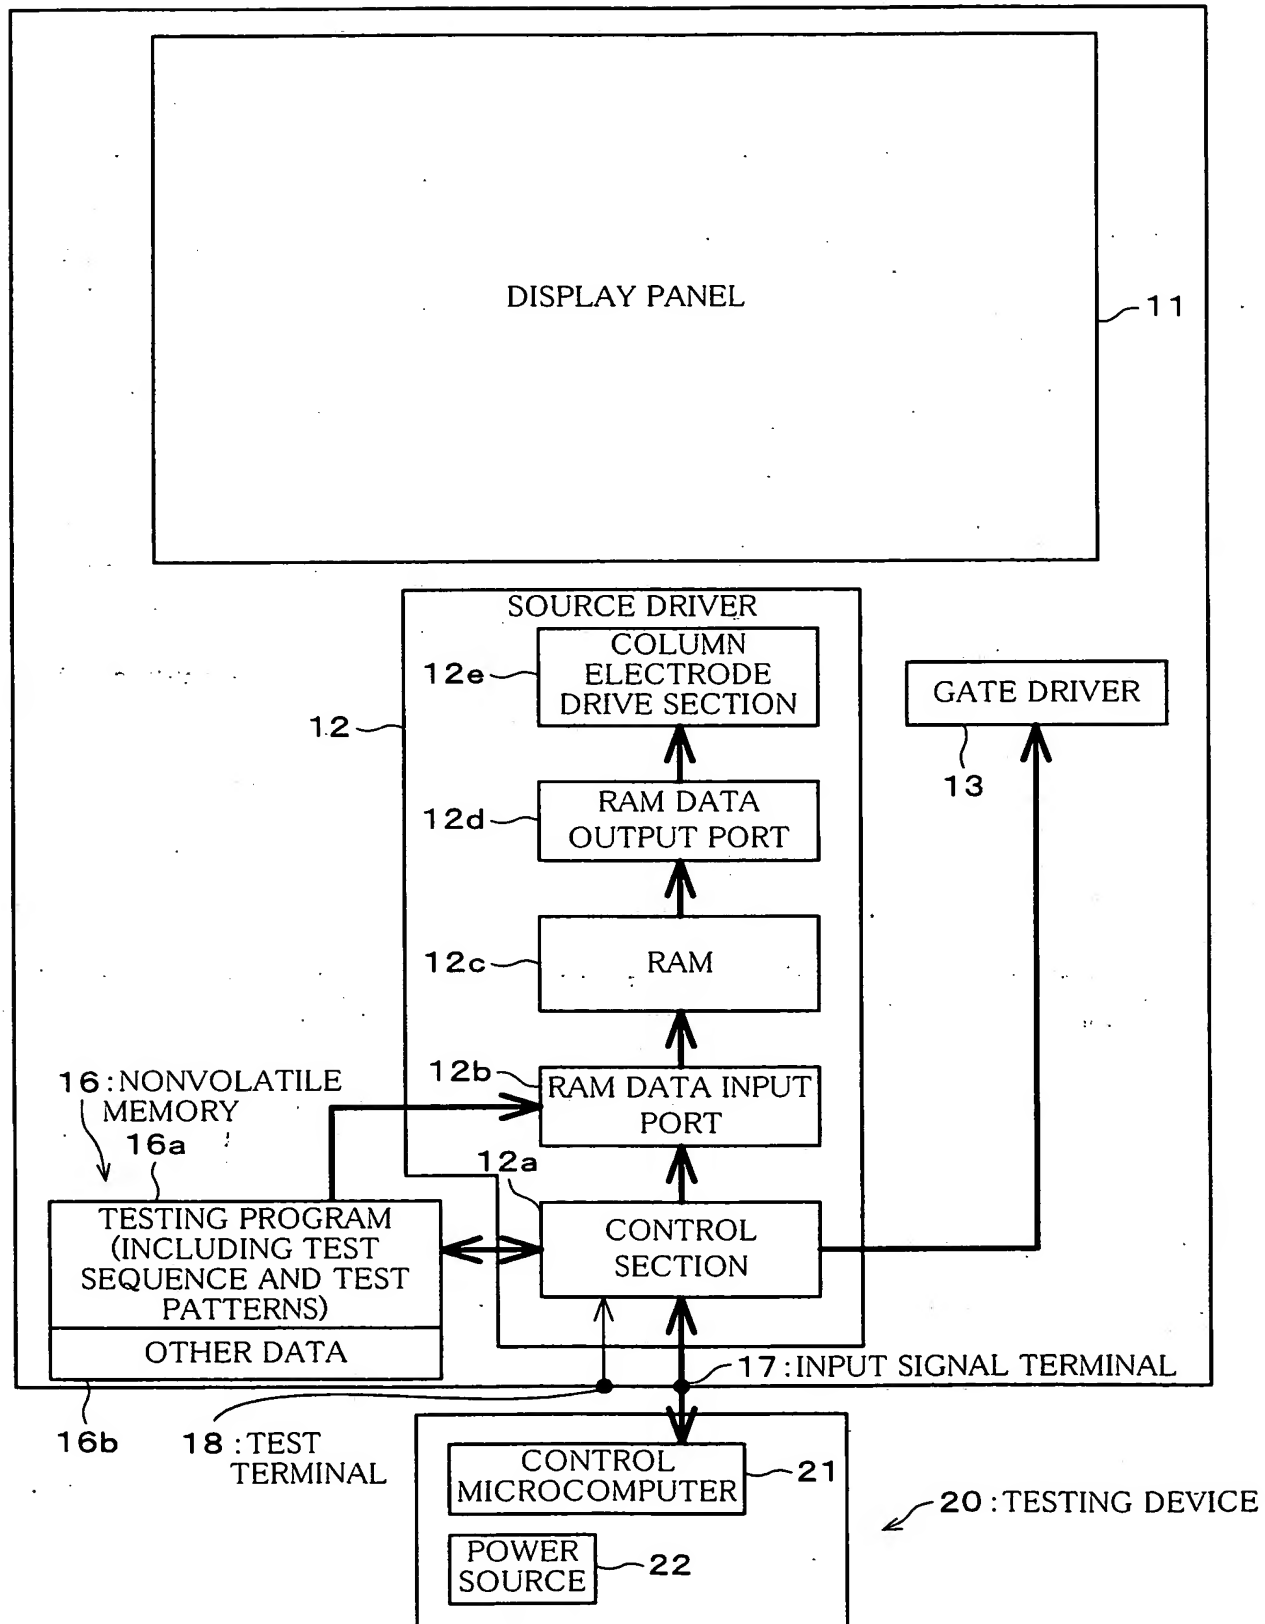 DISPLAY PANEL
11
SOURCE DRIVER
COLUMN
ELECTRODE
DRIVE SECTION
12e
12
GATE DRIVER
13
RAM DATA
OUTPUT PORT
12d
RAM
12c
12b
RAM DATA INPUT
PORT
16:NONVOLATILE
MEMORY
16a
12a
TESTING PROGRAM
(INCLUDING TEST
SEQUENCE AND TEST
PATTERNS)
OTHER DATA
CONTROL
SECTION
17:INPUT SIGNAL TERMINAL
16b
18:TEST
TERMINAL
CONTROL
MICROCOMPUTER
21
20:TESTING DEVICE
POWER
SOURCE
22